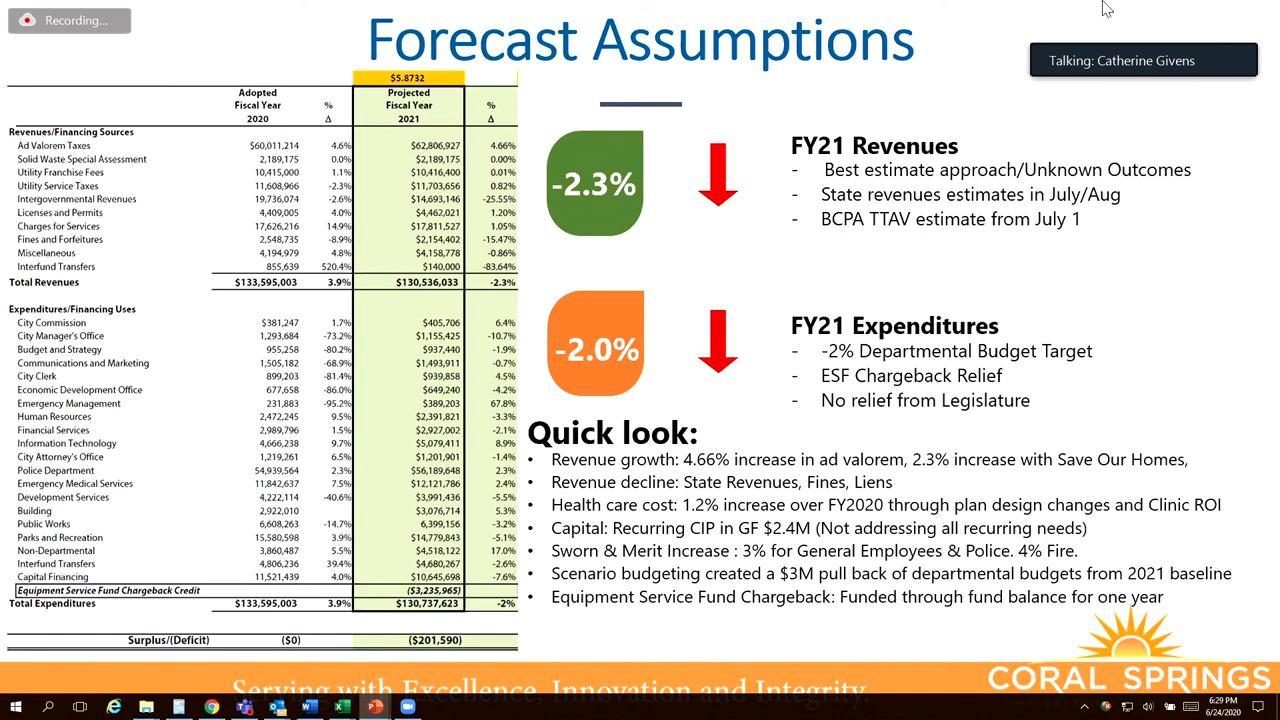 Recording...
Forecast Assumptions
Talking: Catherine Givens
$5.8732
Adopted Fiscal Year 2020 % Δ Projected Fiscal Year 2021 % Δ
Revenues/Financing Sources
Ad Valorem Taxes $60,011,214 4.6% $62,806,927 4.66%
Solid Waste Special Assessment 2,189,175 0.0% $2,189,175 0.00%
Utility Franchise Fees 10,415,000 1.1% $10,416,400 0.01%
Utility Service Taxes 11,608,966 -2.3% $11,703,656 0.82%
Intergovernmental Revenues 19,736,074 -2.6% $14,693,146 -25.55%
Licenses and Permits 4,409,005 4.0% $4,462,021 1.20%
Charges for Services 17,626,216 14.9% $17,811,527 1.05%
Fines and Forfeitures 2,548,735 -8.9% $2,154,402 -15.47%
Miscellaneous 4,194,979 4.8% $4,158,778 -0.86%
Interfund Transfers 855,639 520.4% $140,000 -83.64%
Total Revenues $133,595,003 3.9% $130,536,033 -2.3%
Expenditures/Financing Uses
City Commission $381,247 1.7% $405,706 6.4%
City Manager's Office 1,293,684 -73.2% $1,155,425 -10.7%
Budget and Strategy 955,258 -80.2% $937,440 -1.9%
Communications and Marketing 1,505,182 -68.9% $1,493,911 -0.7%
City Clerk 899,203 -81.4% $939,858 4.5%
Economic Development Office 677,658 -86.0% $649,240 -4.2%
Emergency Management 231,883 -95.2% $389,203 67.8%
Human Resources 2,472,245 9.5% $2,391,821 -3.3%
Financial Services 2,989,796 1.5% $2,927,002 -2.1%
Information Technology 4,666,238 9.7% $5,079,411 8.9%
City Attorney's Office 1,219,261 6.5% $1,201,901 -1.4%
Police Department 54,939,564 2.3% $56,189,648 2.3%
Emergency Medical Services 11,842,637 7.5% $12,121,786 2.4%
Development Services 4,222,114 -40.6% $3,991,436 -5.5%
Building 2,922,010 $3,076,714 5.3%
Public Works 6,608,263 -14.7% 6,399,156 -3.2%
Parks and Recreation 15,580,598 3.9% $14,779,843 -5.1%
Non-Departmental 3,860,487 5.5% $4,518,122 17.0%
Interfund Transfers 4,806,236 39.4% $4,680,267 -2.6%
Capital Financing 11,521,439 4.0% $10,645,698 -7.6%
Equipment Service Fund Chargeback Credit ($3,235,965)
Total Expenditures $133,595,003 3.9% $130,737,623 -2%
Surplus/(Deficit) ($0) ($201,590)
-2.3%
FY21 Revenues
- Best estimate approach/Unknown Outcomes
- State revenues estimates in July/Aug
- BCPA TTAV estimate from July 1
-2.0%
FY21 Expenditures
- -2% Departmental Budget Target
- ESF Chargeback Relief
- No relief from Legislature
Quick look:
• Revenue growth: 4.66% increase in ad valorem, 2.3% increase with Save Our Homes,
• Revenue decline: State Revenues, Fines, Liens
• Health care cost: 1.2% increase over FY2020 through plan design changes and Clinic ROI
• Capital: Recurring CIP in GF $2.4M (Not addressing all recurring needs)
• Sworn & Merit Increase : 3% for General Employees & Police. 4% Fire.
• Scenario budgeting created a $3M pull back of departmental budgets from 2021 baseline
• Equipment Service Fund Chargeback: Funded through fund balance for one year
Serving with Excellence, Innovation and Integrity.
CORAL SPRINGS
6:29 PM
6/24/2020